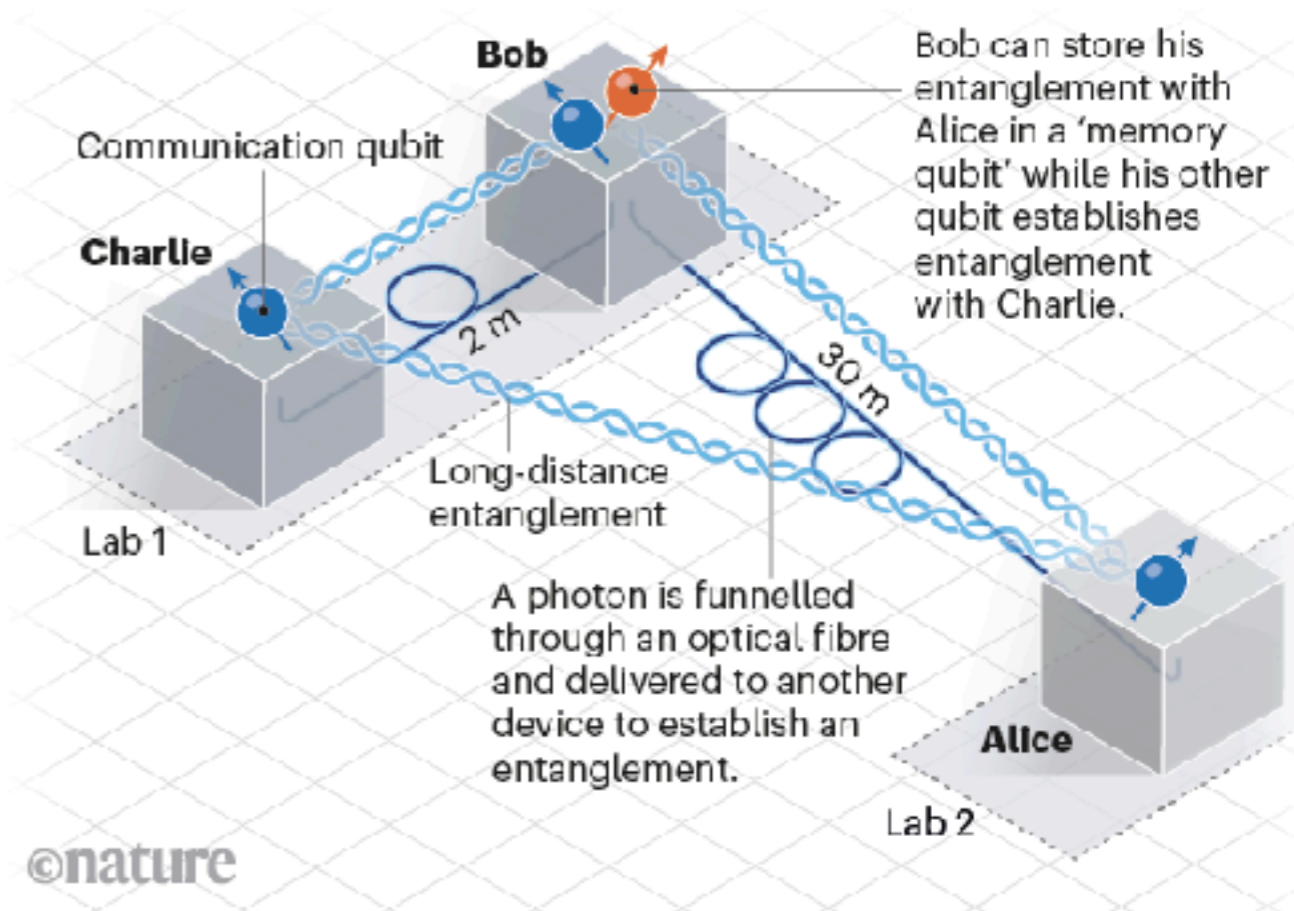 Bob
Bob can store his
entanglement with
Alice in a ‘memory
qubit’ while his other
qubit establishes
entanglement
with Charlie.
Communication qubit
Charlie
2 m
30 m
Long-distance
entanglement
Lab 1
A photon is funnelled
through an optical fibre
and delivered to another
device to establish an
entanglement.
Alice
Lab 2
©nature